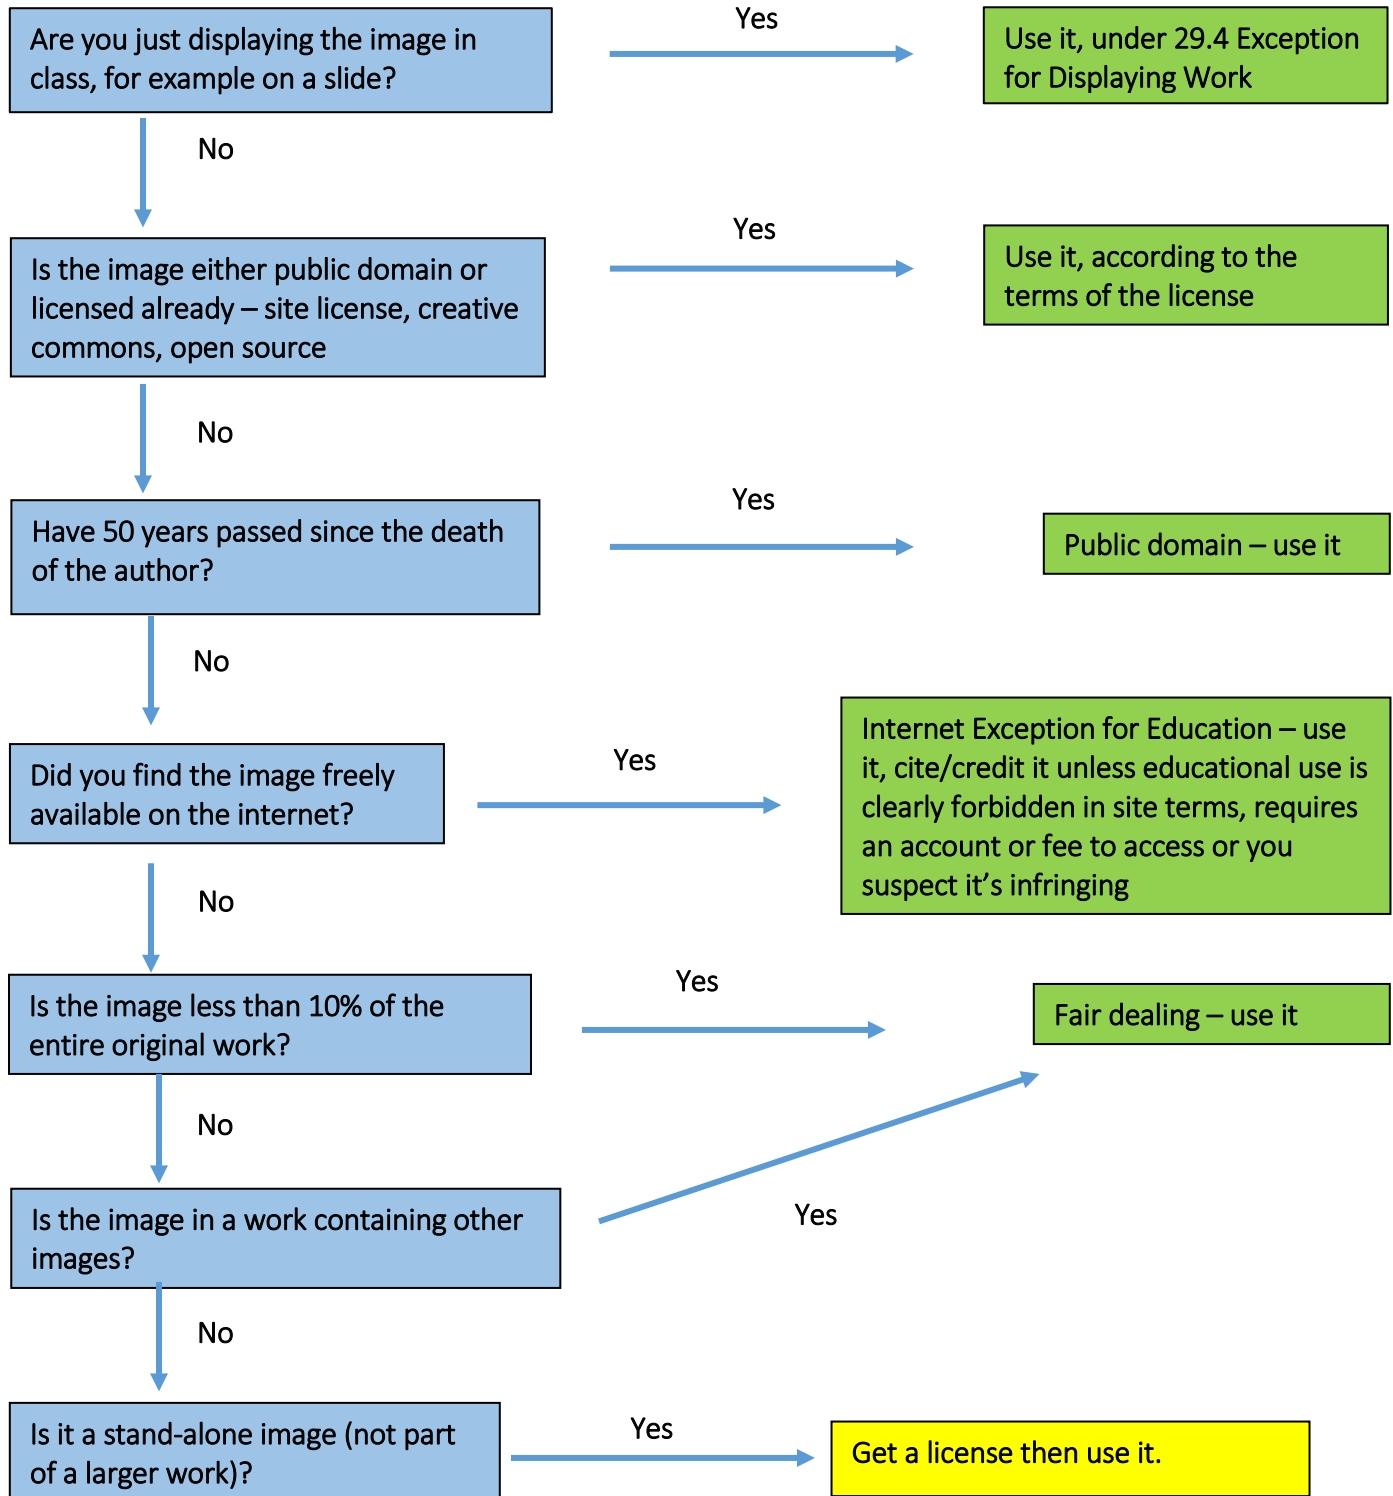 Are you just displaying the image in
class, for example on a slide?
Yes
Use it, under 29.4 Exception
for Displaying Work
No
Is the image either public domain or
licensed already – site license, creative
commons, open source
Yes
Use it, according to the
terms of the license
No
Have 50 years passed since the death
of the author?
Yes
Public domain – use it
No
Did you find the image freely
available on the internet?
Yes
Internet Exception for Education – use
it, cite/credit it unless educational use is
clearly forbidden in site terms, requires
an account or fee to access or you
suspect it’s infringing
No
Is the image less than 10% of the
entire original work?
Yes
Fair dealing – use it
No
Is the image in a work containing other
images?
Yes
No
Is it a stand-alone image (not part
of a larger work)?
Yes
Get a license then use it.